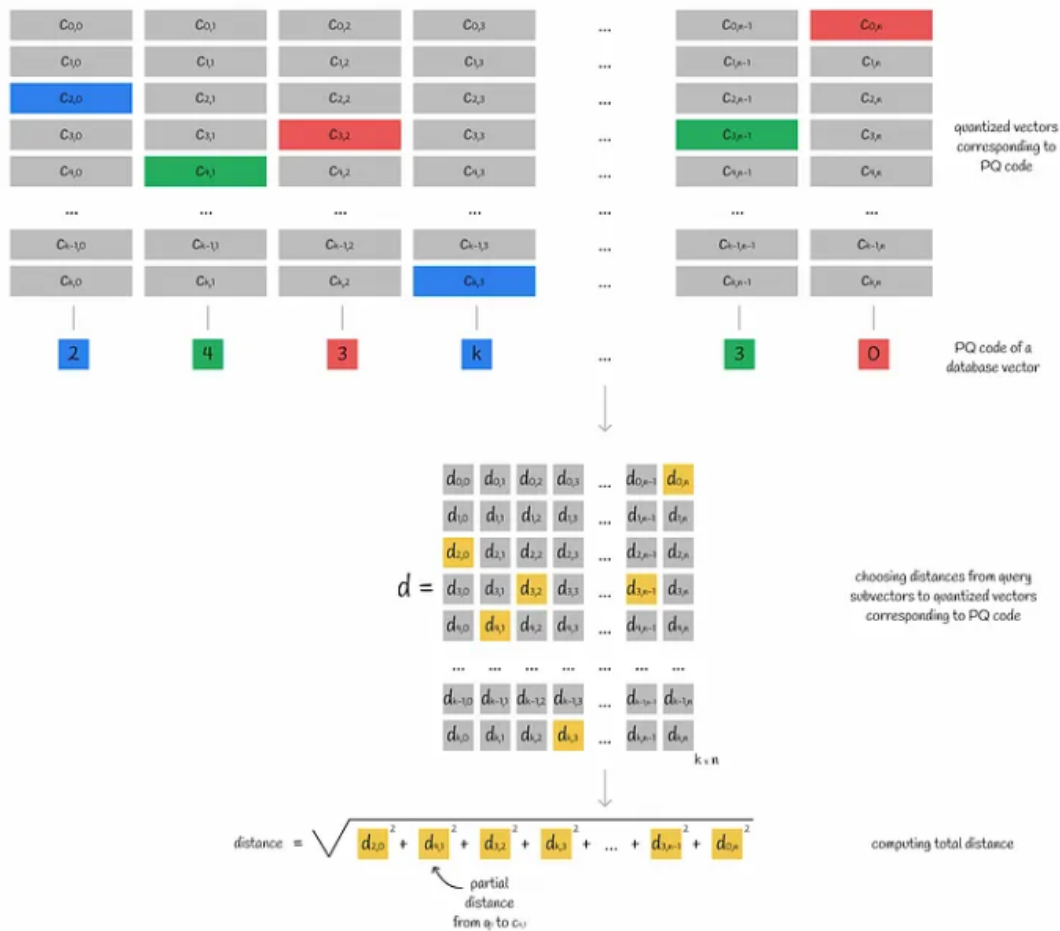 C₀,₀ C₀,₁ C₀,₂ C₀,₃ ... C₀,ₙ₋₁ C₀,ₙ
C₁,₀ C₁,₁ C₁,₂ C₁,₃ ... C₁,ₙ₋₁ C₁,ₙ
C₂,₀ C₂,₁ C₂,₂ C₂,₃ ... C₂,ₙ₋₁ C₂,ₙ
C₃,₀ C₃,₁ C₃,₂ C₃,₃ ... C₃,ₙ₋₁ C₃,ₙ
C₄,₀ C₄,₁ C₄,₂ C₄,₃ ... C₄,ₙ₋₁ C₄,ₙ
quantized vectors
corresponding to
PQ code
... ... ... ... ... ... ...
Cₖ₋₁,₀ Cₖ₋₁,₁ Cₖ₋₁,₂ Cₖ₋₁,₃ ... Cₖ₋₁,ₙ₋₁ Cₖ₋₁,ₙ
Cₖ,₀ Cₖ,₁ Cₖ,₂ Cₖ,₃ ... Cₖ,ₙ₋₁ Cₖ,ₙ
2 4 3 k ... 3 0
PQ code of a
database vector
d₀,₀ d₀,₁ d₀,₂ d₀,₃ ... d₀,ₙ₋₁ d₀,ₙ
d₁,₀ d₁,₁ d₁,₂ d₁,₃ ... d₁,ₙ₋₁ d₁,ₙ
d₂,₀ d₂,₁ d₂,₂ d₂,₃ ... d₂,ₙ₋₁ d₂,ₙ
d =
d₃,₀ d₃,₁ d₃,₂ d₃,₃ ... d₃,ₙ₋₁ d₃,ₙ
d₄,₀ d₄,₁ d₄,₂ d₄,₃ ... d₄,ₙ₋₁ d₄,ₙ
choosing distances from query
subvectors to quantized vectors
corresponding to PQ code
... ... ... ... ... ... ...
dₖ₋₁,₀ dₖ₋₁,₁ dₖ₋₁,₂ dₖ₋₁,₃ ... dₖ₋₁,ₙ₋₁ dₖ₋₁,ₙ
dₖ,₀ dₖ,₁ dₖ,₂ dₖ,₃ ... dₖ,ₙ₋₁ dₖ,ₙ
k x n
distance = √ d₂,₀² + d₄,₁² + d₃,₂² + dₖ,₃² + ... + d₃,ₙ₋₁² + d₀,ₙ²
computing total distance
partial
distance
from to